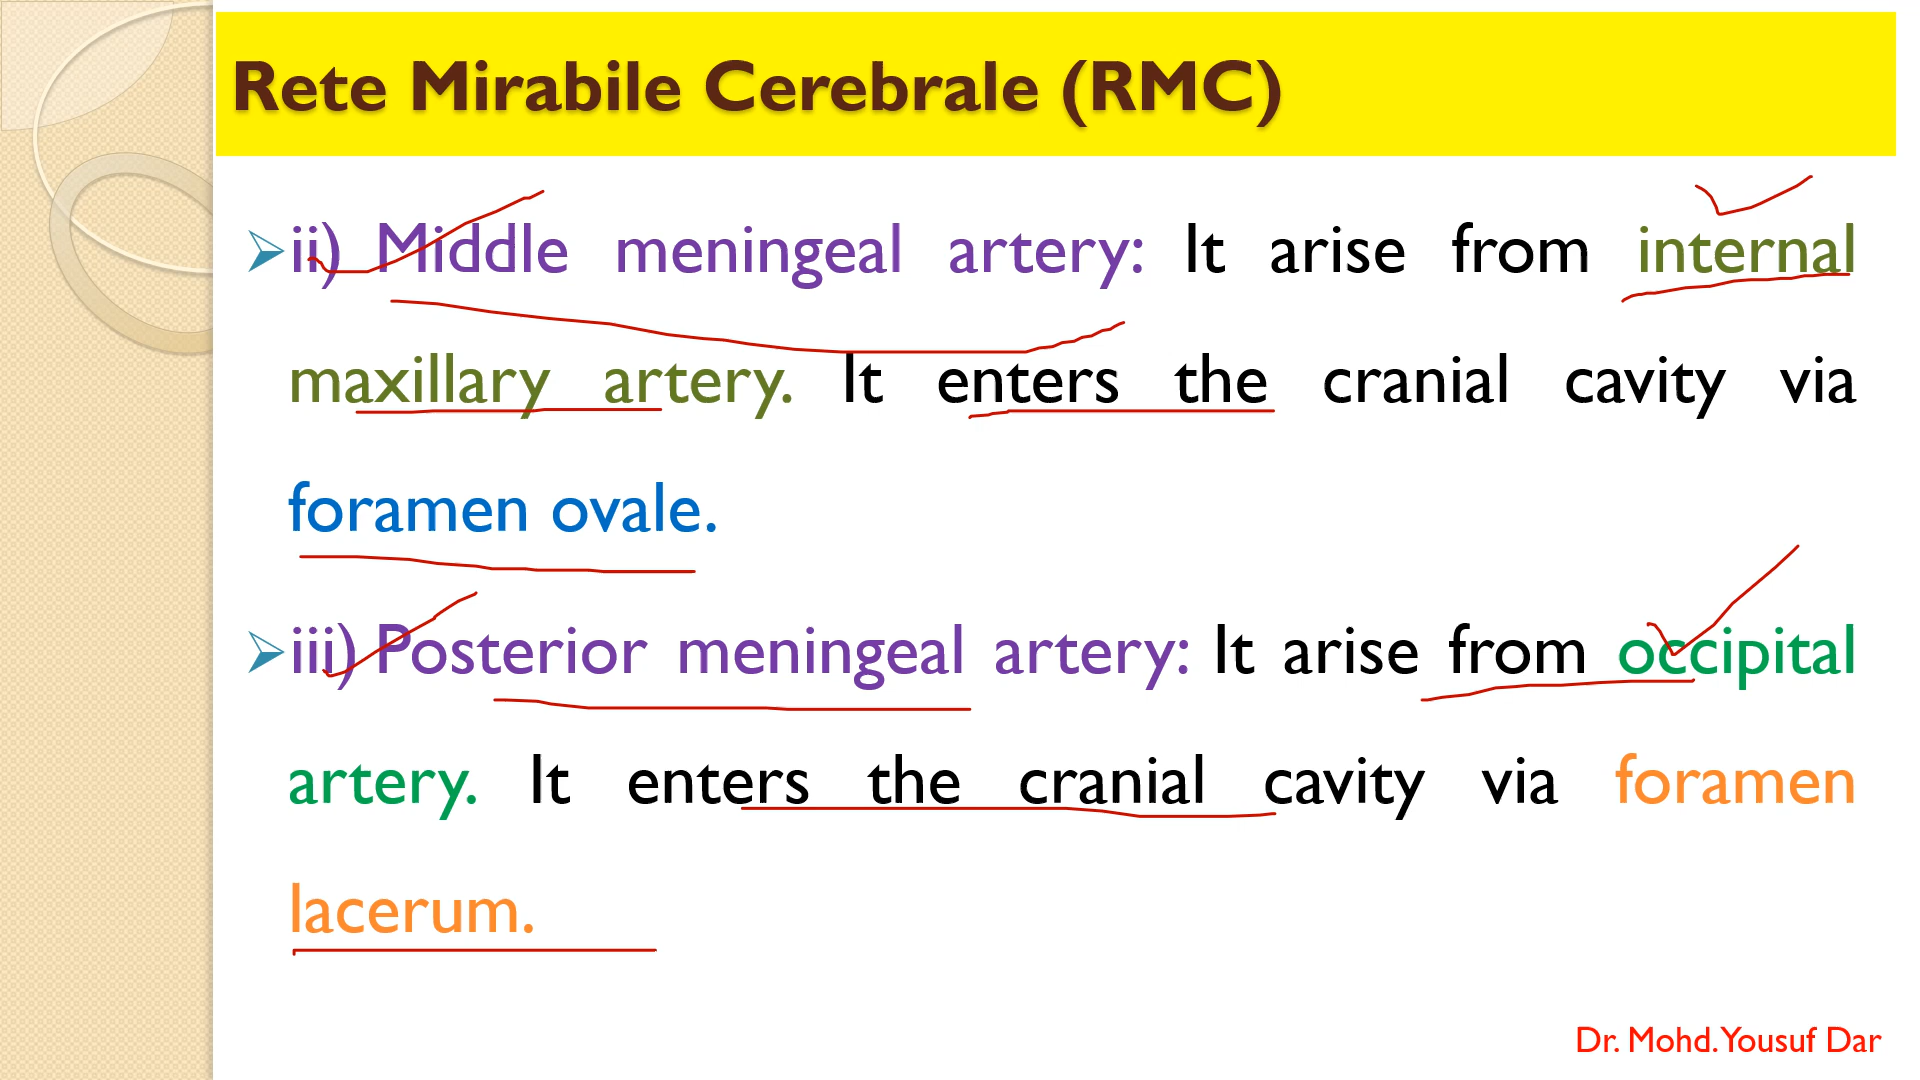 Rete Mirabile Cerebrale (RMC)
ii) Middle meningeal artery: It arise from internal
maxillary artery. It enters the cranial cavity via
foramen ovale.
iii) Posterior meningeal artery: It arise from occipital
artery. It enters the cranial cavity via foramen
lacerum.
Dr. Mohd. Yousuf Dar